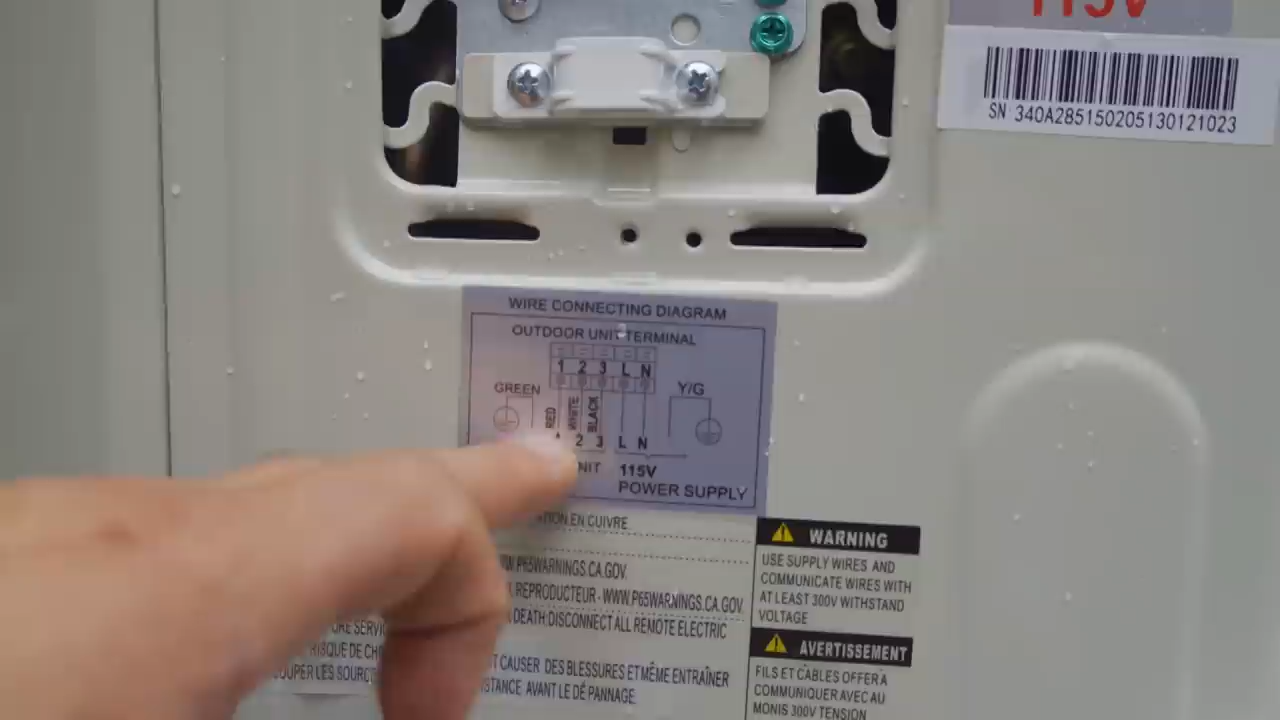 115V
SN 340A285150205130121023
WIRE CONNECTING DIAGRAM
OUTDOOR UNIT TERMINAL
1 2 3 L N
GREEN
Y/G
RED
WHITE
BLACK
2 3 L N
115V
POWER SUPPLY
EN CUIVRE
WARNING
USE SUPPLY WIRES AND
COMMUNICATE WIRES WITH
AT LEAST 300V WITHSTAND
VOLTAGE
P65WARNINGS.CA.GOV.
REPRODUCTEUR - WWW.P65WARNINGS.CA.GOV.
DEATH:DISCONNECT ALL REMOTE ELECTRIC
RISQUE DE
CAUSER DES BLESSURES ET MÊME ENTRAÎNER
AVANT LE DÉ PANNAGE.
AVERTISSEMENT
FILS ET CÂBLES OFFER À
COMMUNIQUER AVEC AU
MONIS 300V TENSION